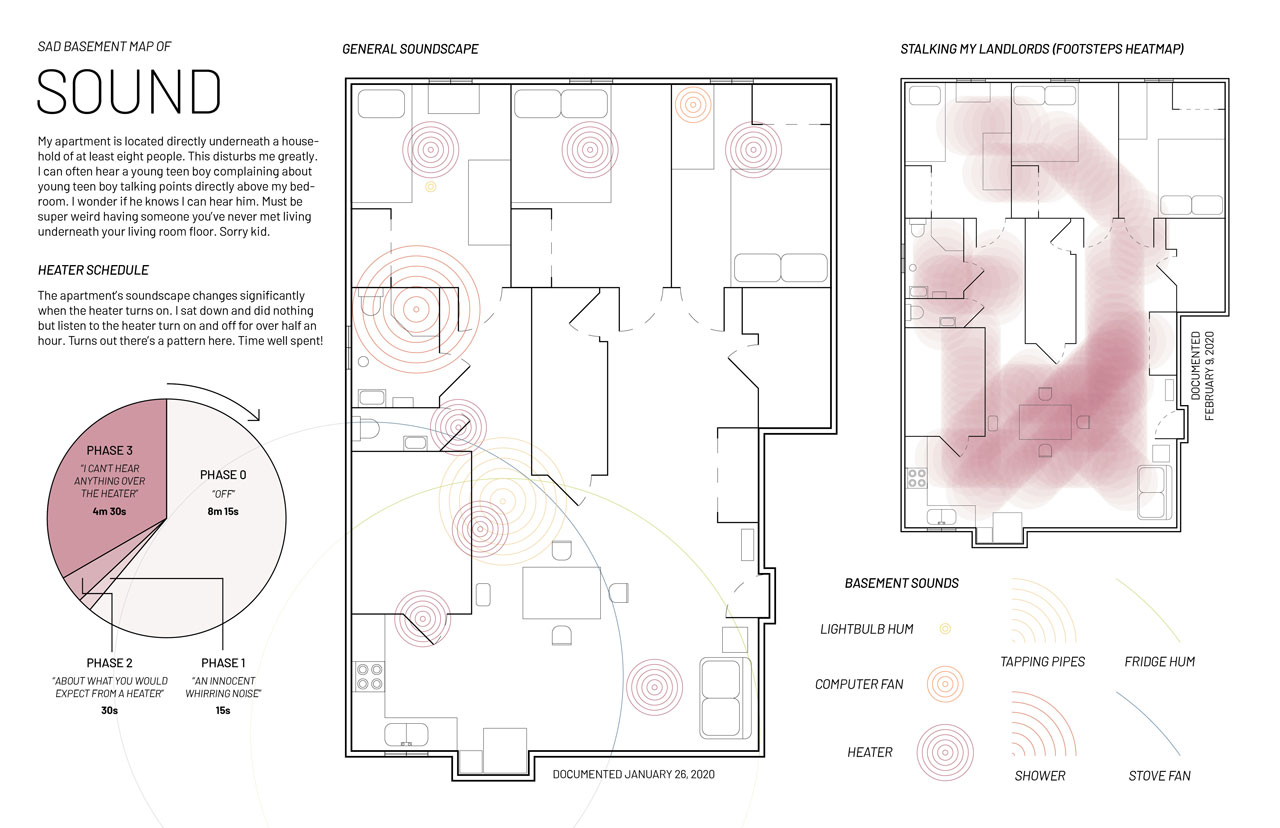 SAD BASEMENT MAP OF
SOUND
My apartment is located directly underneath a house-
hold of at least eight people. This disturbs me greatly.
I can often hear a young teen boy complaining about
young teen boy talking points directly above my bed-
room. I wonder if he knows I can hear him. Must be
super weird having someone you've never met living
underneath your living room floor. Sorry kid.
HEATER SCHEDULE
The apartment's soundscape changes significantly
when the heater turns on. I sat down and did nothing
but listen to the heater turn on and off for over half an
hour. Turns out there's a pattern here. Time well spent!
PHASE 3
"I CAN'T HEAR
ANYTHING OVER
THE HEATER"
4m 30s
PHASE 0
"OFF"
8m 15s
PHASE 2
"ABOUT WHAT YOU WOULD
EXPECT FROM A HEATER"
30s
PHASE 1
"AN INNOCENT
WHIRRING NOISE"
15s
GENERAL SOUNDSCAPE
DOCUMENTED JANUARY 26, 2020
STALKING MY LANDLORDS (FOOTSTEPS HEATMAP)
DOCUMENTED
FEBRUARY 9, 2020
BASEMENT SOUNDS
LIGHTBULB HUM
COMPUTER FAN
HEATER
TAPPING PIPES
FRIDGE HUM
SHOWER
STOVE FAN